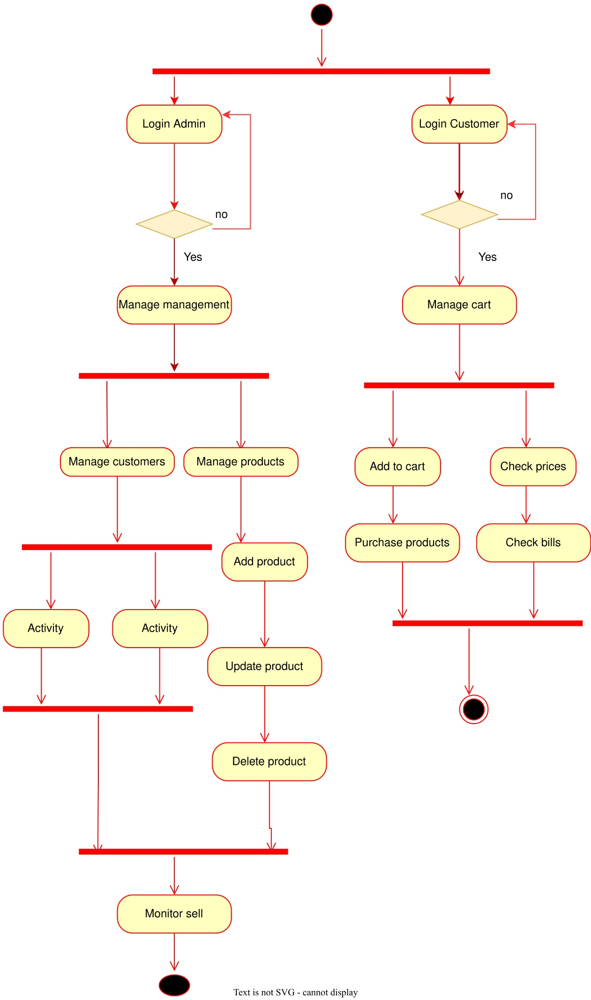 Login Admin
Login Customer
no
no
Yes
Yes
Manage management
Manage cart
Manage customers
Manage products
Add to cart
Check prices
Purchase products
Check bills
Add product
Activity
Activity
Update product
Delete product
Monitor sell
Text is not SVG - cannot display